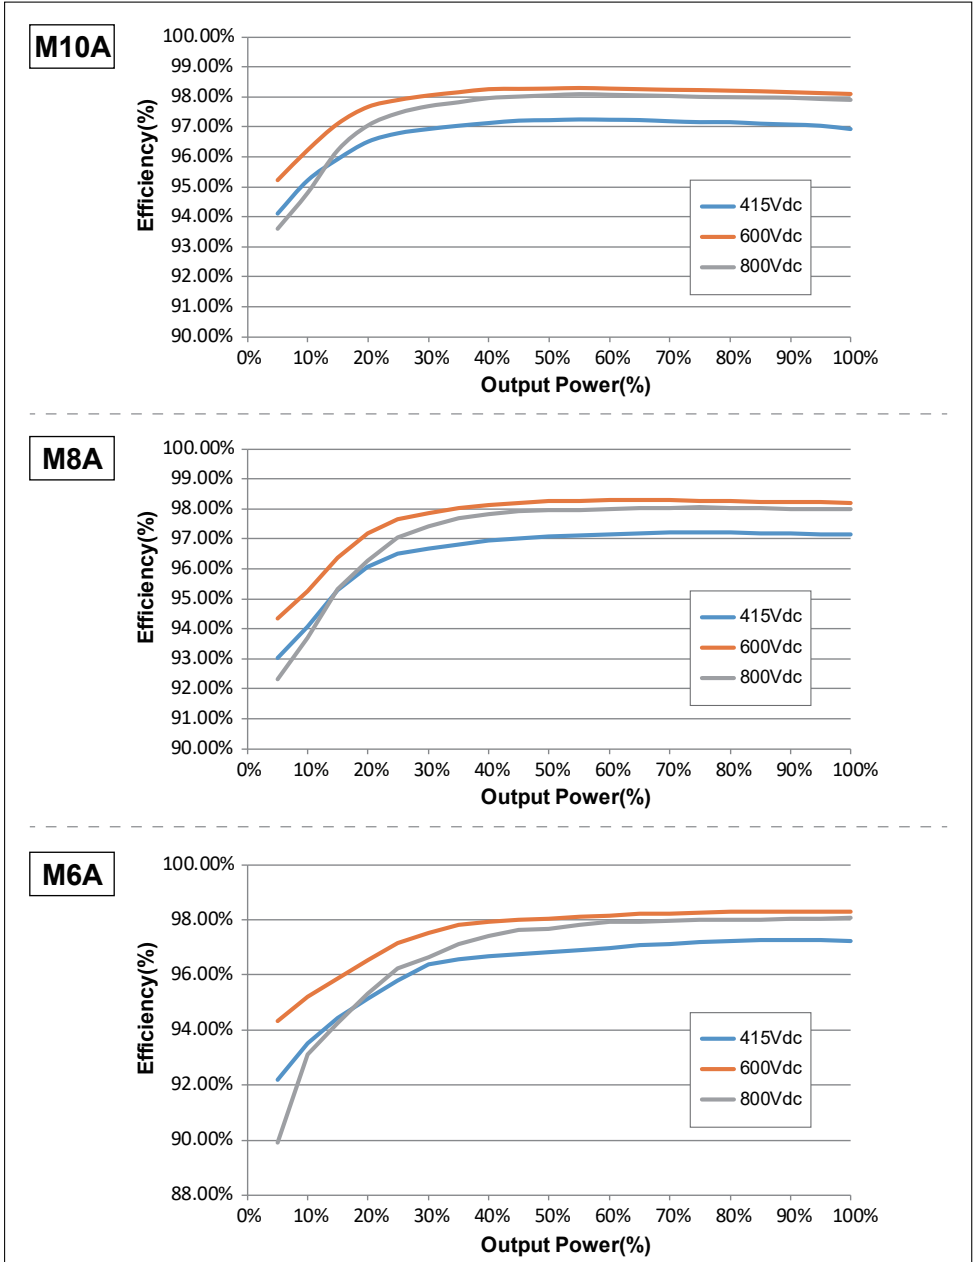 M10A
100.00%
99.00%
98.00%
97.00%
96.00%
95.00%
94.00%
93.00%
92.00%
91.00%
90.00%
Efficiency(%)
415Vdc
600Vdc
800Vdc
0% 10% 20% 30% 40% 50% 60% 70% 80% 90% 100%
Output Power(%)
M8A
100.00%
99.00%
98.00%
97.00%
96.00%
95.00%
94.00%
93.00%
92.00%
91.00%
90.00%
Efficiency(%)
415Vdc
600Vdc
800Vdc
0% 10% 20% 30% 40% 50% 60% 70% 80% 90% 100%
Output Power(%)
M6A
100.00%
98.00%
96.00%
94.00%
92.00%
90.00%
88.00%
Efficiency(%)
415Vdc
600Vdc
800Vdc
0% 10% 20% 30% 40% 50% 60% 70% 80% 90% 100%
Output Power(%)